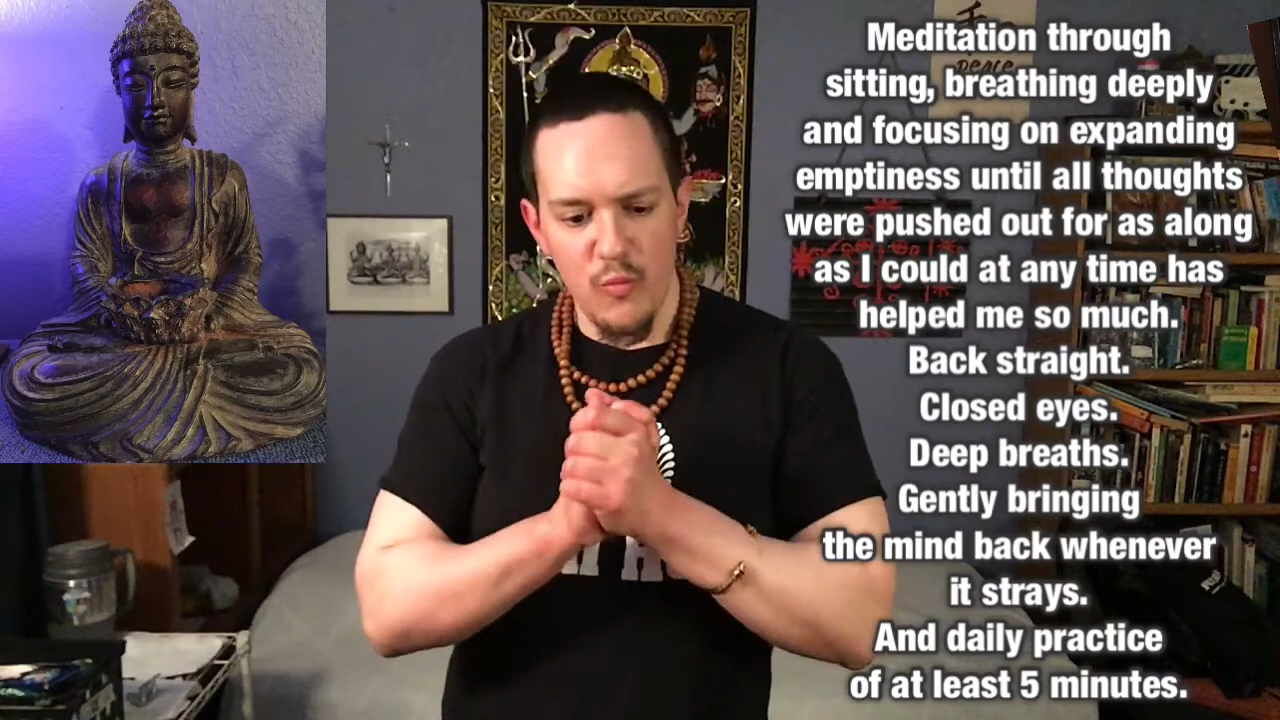 Meditation through
sitting, breathing deeply
and focusing on expanding
emptiness until all thoughts
were pushed out for as along
as I could at any time has
helped me so much.
Back straight.
Closed eyes.
Deep breaths.
Gently bringing
the mind back whenever
it strays.
And daily practice
of at least 5 minutes.
peace